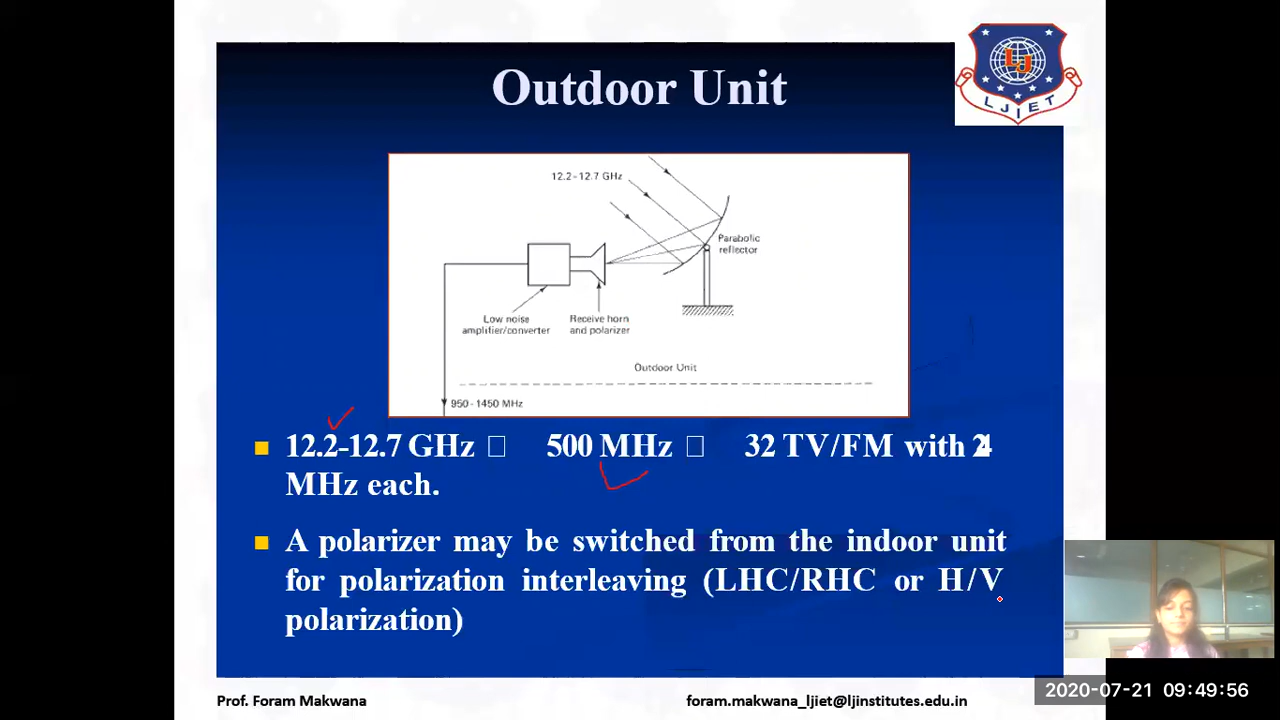 Outdoor Unit
LJIET
12.2-12.7 GHz
Parabolic
reflector
Low noise
amplifier/converter
Receive horn
and polarizer
Outdoor Unit
950-1450 MHz
12.2-12.7 GHz 500 MHz 32 TV/FM with 24
MHz each.
A polarizer may be switched from the indoor unit
for polarization interleaving (LHC/RHC or H/V
polarization)
Prof. Foram Makwana
foram.makwana_ljiet@ljinstitutes.edu.in
2020-07-21 09:49:56